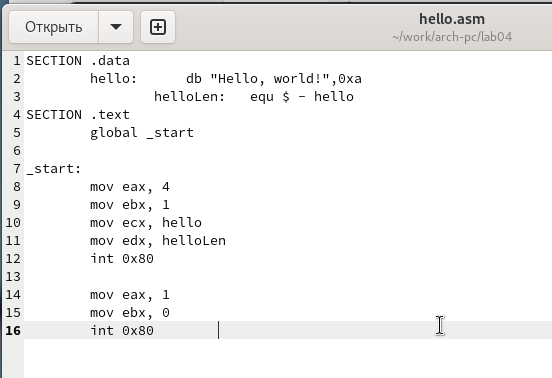 Открыть
hello.asm
~/work/arch-pc/lab04
1 SECTION .data
2         hello:      db "Hello, world!",0xa
3                 helloLen:   equ $ - hello
4 SECTION .text
5         global _start
6
7 _start:
8         mov eax, 4
9         mov ebx, 1
10         mov ecx, hello
11         mov edx, helloLen
12         int 0x80
13
14         mov eax, 1
15         mov ebx, 0
16         int 0x80